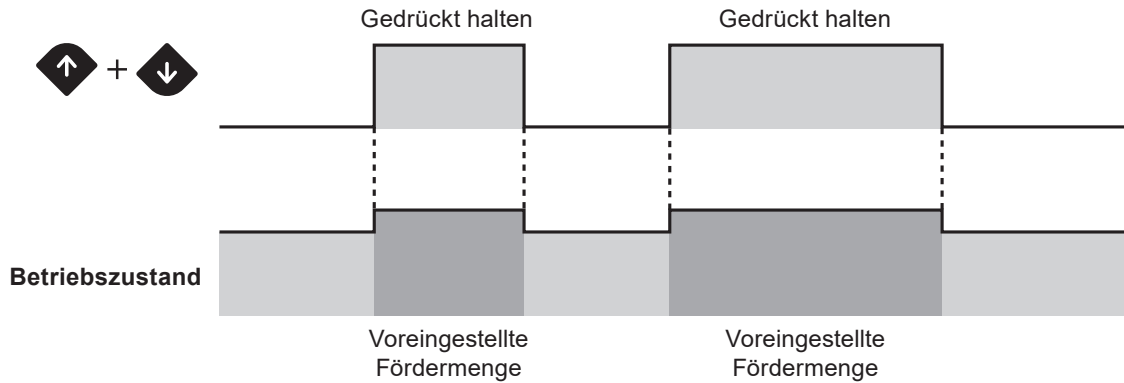 Gedrückt halten
Gedrückt halten
+
Betriebszustand
Voreingestellte
Fördermenge
Voreingestellte
Fördermenge